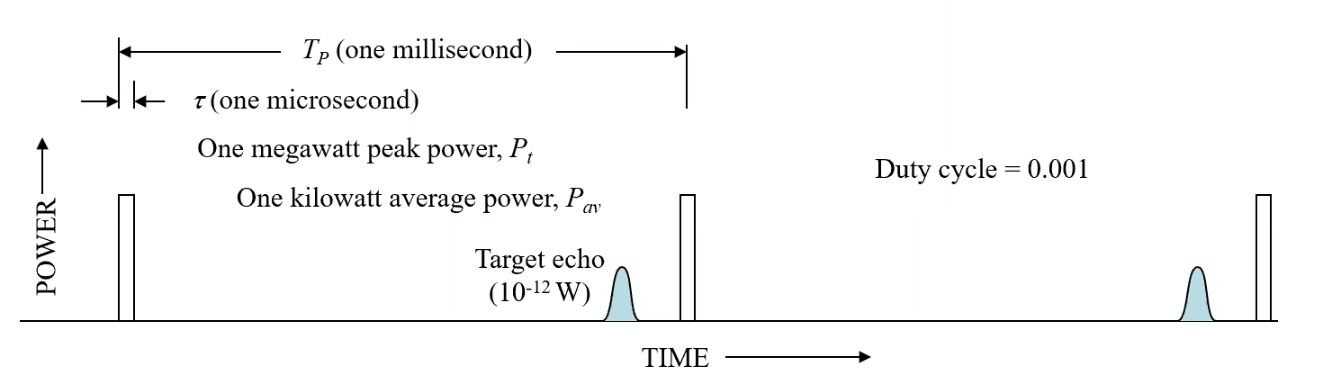 T_P (one millisecond)
τ (one microsecond)
One megawatt peak power, P_t
One kilowatt average power, P_av
Duty cycle = 0.001
POWER
Target echo
(10^-12 W)
TIME